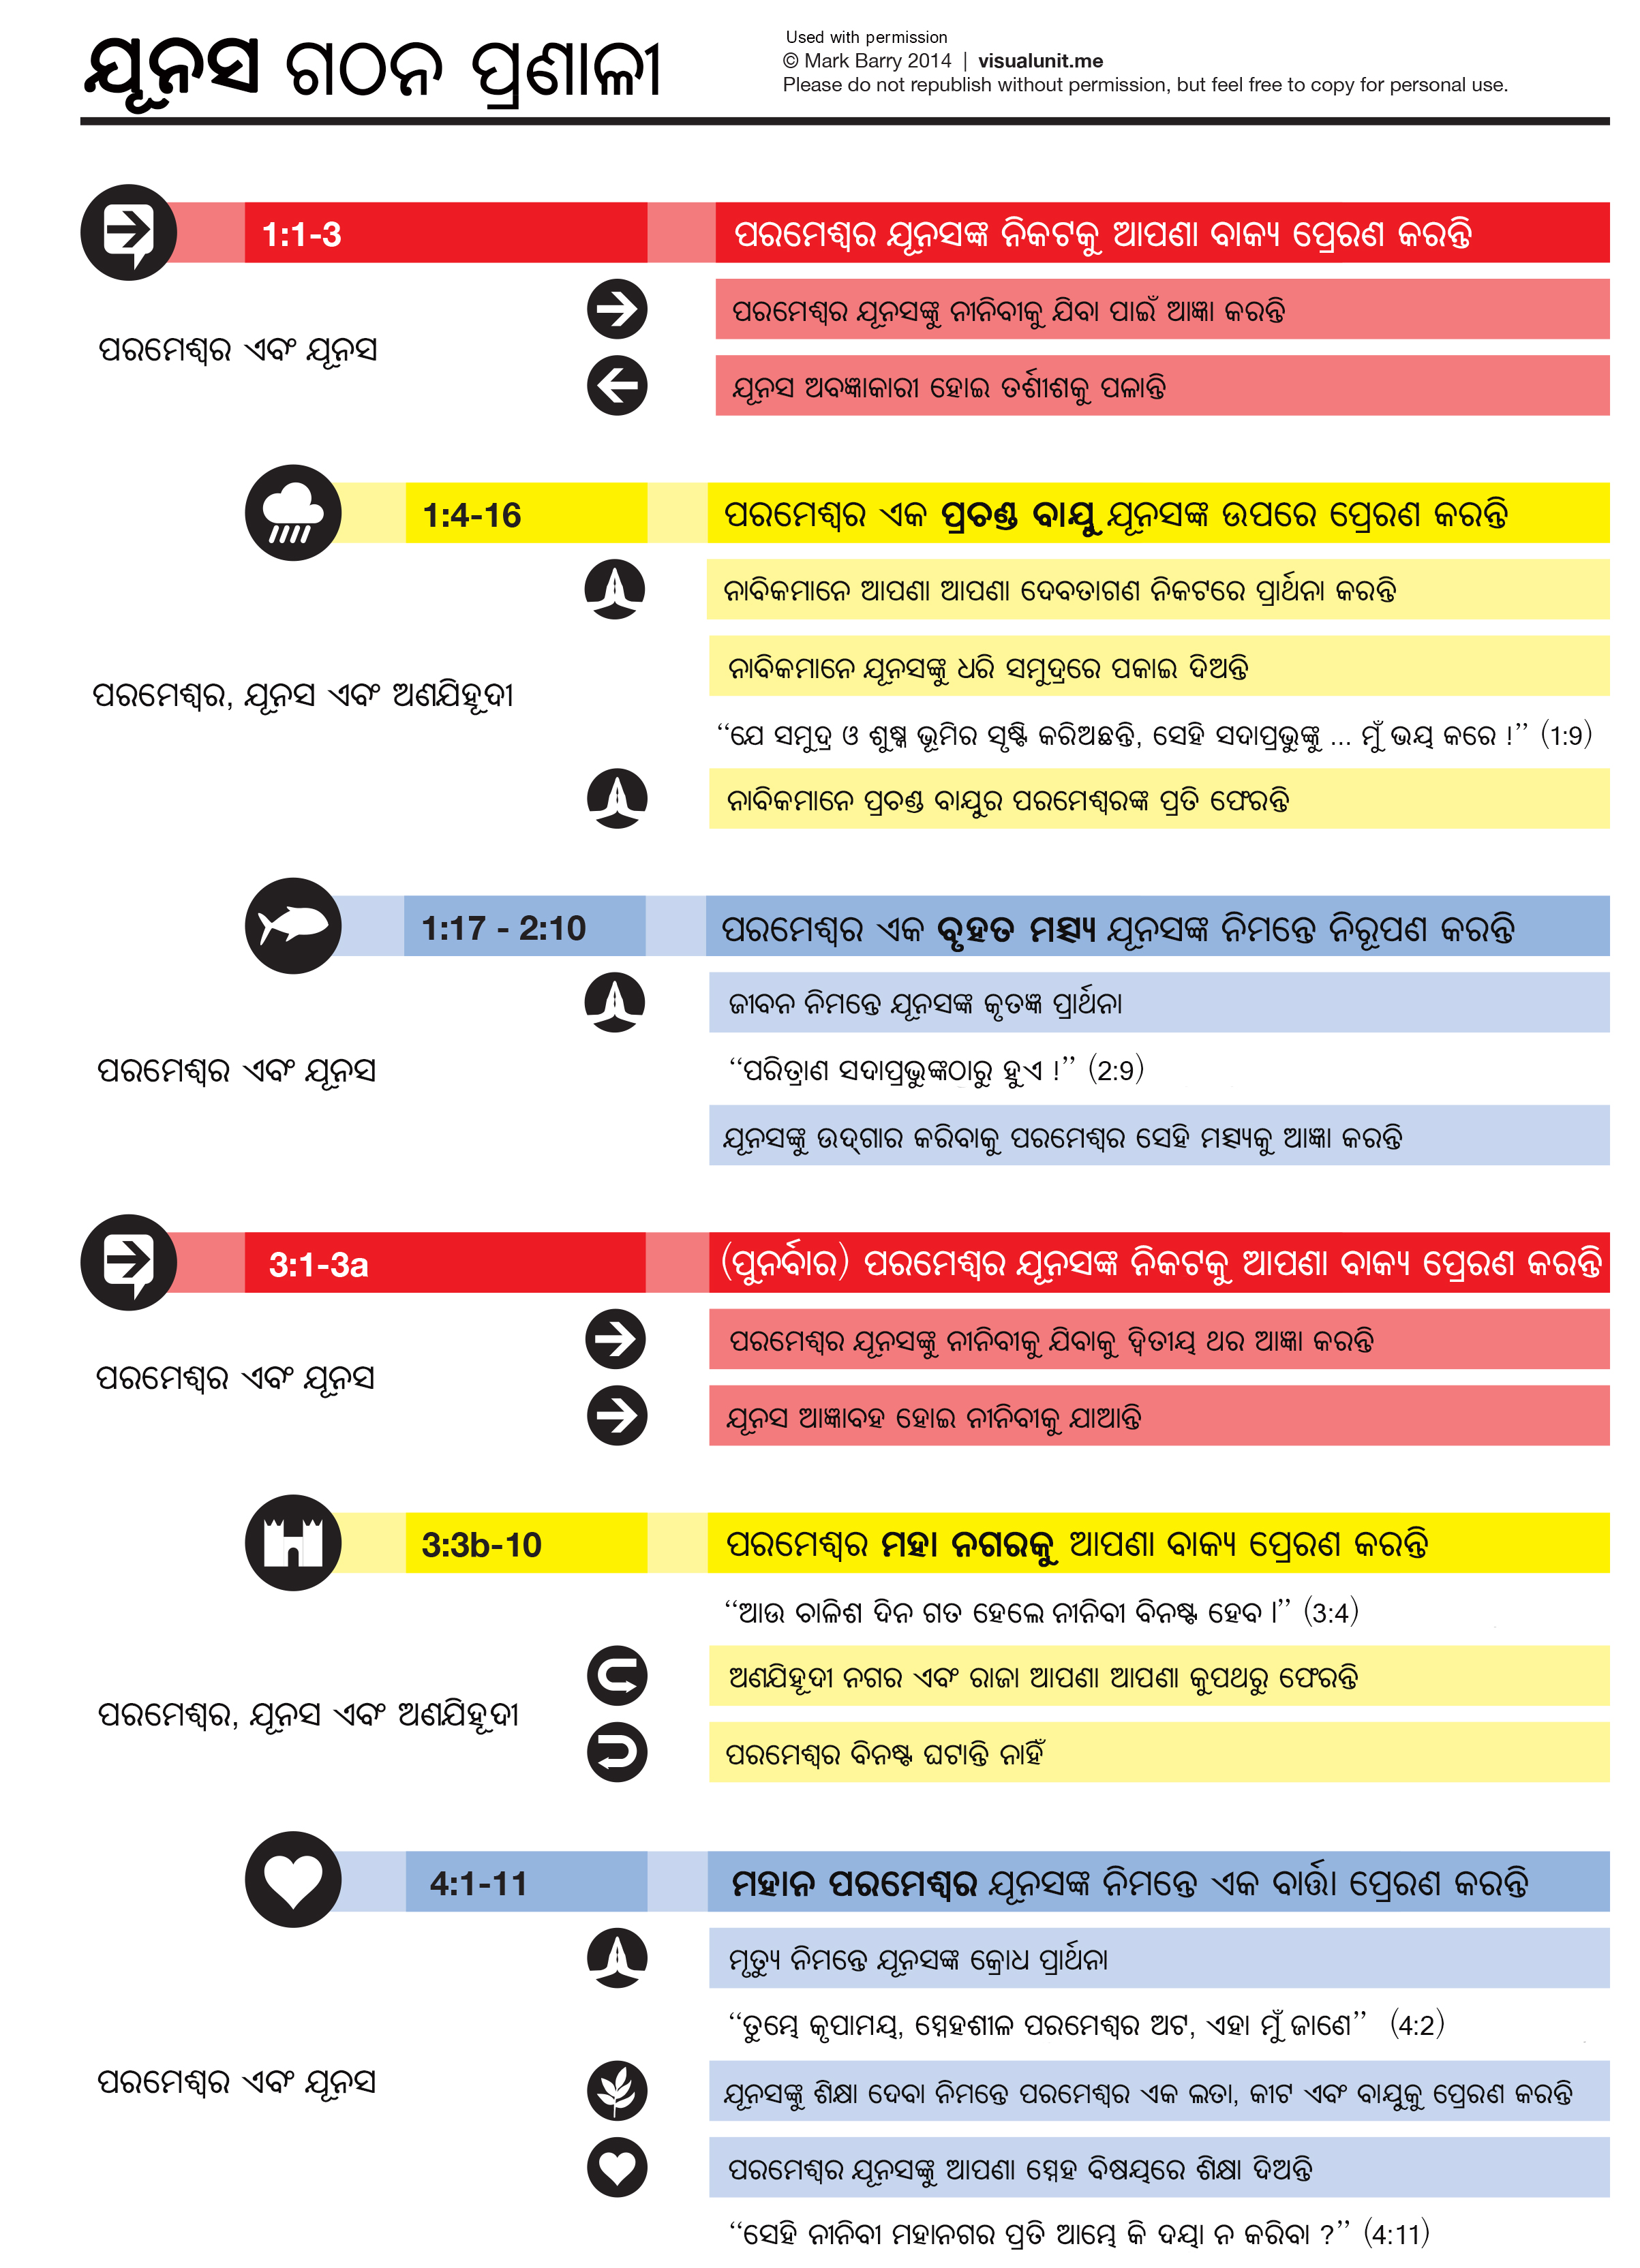 ଯୂନସ ଗଠନ ପ୍ରଣାଳୀ
Used with permission
© Mark Barry 2014 | visualunit.me
Please do not republish without permission, but feel free to copy for personal use.
1:1-3 ପରମେଶ୍ୱର ଯୂନସଙ୍କ ନିକଟକୁ ଆପଣା ବାକ୍ୟ ପ୍ରେରଣ କରନ୍ତି
ପରମେଶ୍ୱର ଯୂନସଙ୍କୁ ନୀନିବୀକୁ ଯିବା ପାଇଁ ଆଜ୍ଞା କରନ୍ତି
ପରମେଶ୍ୱର ଏବଂ ଯୂନସ
ଯୂନସ ଅବଜ୍ଞାକାରୀ ହୋଇ ତର୍ଶୀଶକୁ ପଳାନ୍ତି
1:4-16 ପରମେଶ୍ୱର ଏକ ପ୍ରଚଣ୍ଡ ବାଯୁ ଯୂନସଙ୍କ ଉପରେ ପ୍ରେରଣ କରନ୍ତି
ନାବିକମାନେ ଆପଣା ଆପଣା ଦେବତାଗଣ ନିକଟରେ ପ୍ରାର୍ଥନା କରନ୍ତି
ନାବିକମାନେ ଯୂନସଙ୍କୁ ଧରି ସମୁଦ୍ରରେ ପକାଇ ଦିଅନ୍ତି
ପରମେଶ୍ୱର, ଯୂନସ ଏବଂ ଅଣଯିହୂଦୀ
“ଯେ ସମୁଦ୍ର ଓ ଶୁଷ୍କ ଭୂମିର ସୃଷ୍ଟି କରିଅଛନ୍ତି, ସେହି ସଦାପ୍ରଭୁଙ୍କୁ ... ମୁଁ ଭୟ କରେ !” (1:9)
ନାବିକମାନେ ପ୍ରଚଣ୍ଡ ବାଯୁର ପରମେଶ୍ୱରଙ୍କ ପ୍ରତି ଫେରନ୍ତି
1:17 - 2:10 ପରମେଶ୍ୱର ଏକ ବୃହତ ମତ୍ସ୍ୟ ଯୂନସଙ୍କ ନିମନ୍ତେ ନିରୂପଣ କରନ୍ତି
ଜୀବନ ନିମନ୍ତେ ଯୂନସଙ୍କ କୃତଜ୍ଞ ପ୍ରାର୍ଥନା
ପରମେଶ୍ୱର ଏବଂ ଯୂନସ
“ପରିତ୍ରାଣ ସଦାପ୍ରଭୁଙ୍କଠାରୁ ହୁଏ !” (2:9)
ଯୂନସଙ୍କୁ ଉଦ୍‌ଗାର କରିବାକୁ ପରମେଶ୍ୱର ସେହି ମତ୍ସ୍ୟକୁ ଆଜ୍ଞା କରନ୍ତି
3:1-3a (ପୁନର୍ବାର) ପରମେଶ୍ୱର ଯୂନସଙ୍କ ନିକଟକୁ ଆପଣା ବାକ୍ୟ ପ୍ରେରଣ କରନ୍ତି
ପରମେଶ୍ୱର ଯୂନସଙ୍କୁ ନୀନିବୀକୁ ଯିବାକୁ ଦ୍ୱିତୀୟ ଥର ଆଜ୍ଞା କରନ୍ତି
ପରମେଶ୍ୱର ଏବଂ ଯୂନସ
ଯୂନସ ଆଜ୍ଞାବହ ହୋଇ ନୀନିବୀକୁ ଯାଆନ୍ତି
3:3b-10 ପରମେଶ୍ୱର ମହା ନଗରକୁ ଆପଣା ବାକ୍ୟ ପ୍ରେରଣ କରନ୍ତି
“ଆଉ ଚାଳିଶ ଦିନ ଗତ ହେଲେ ନୀନିବୀ ବିନଷ୍ଟ ହେବ ।” (3:4)
ଅଣଯିହୂଦୀ ନଗର ଏବଂ ରାଜା ଆପଣା ଆପଣା କୁପଥରୁ ଫେରନ୍ତି
ପରମେଶ୍ୱର, ଯୂନସ ଏବଂ ଅଣଯିହୂଦୀ
ପରମେଶ୍ୱର ବିନଷ୍ଟ ଘଟାନ୍ତି ନାହିଁ
4:1-11 ମହାନ ପରମେଶ୍ୱର ଯୂନସଙ୍କ ନିମନ୍ତେ ଏକ ବାର୍ତ୍ତା ପ୍ରେରଣ କରନ୍ତି
ମୃତ୍ୟୁ ନିମନ୍ତେ ଯୂନସଙ୍କ କ୍ରୋଧ ପ୍ରାର୍ଥନା
“ତୁମ୍ଭେ କୃପାମୟ, ସ୍ନେହଶୀଳ ପରମେଶ୍ୱର ଅଟ, ଏହା ମୁଁ ଜାଣେ” (4:2)
ପରମେଶ୍ୱର ଏବଂ ଯୂନସ
ଯୂନସଙ୍କୁ ଶିକ୍ଷା ଦେବା ନିମନ୍ତେ ପରମେଶ୍ୱର ଏକ ଲତା, କୀଟ ଏବଂ ବାଯୁକୁ ପ୍ରେରଣ କରନ୍ତି
ପରମେଶ୍ୱର ଯୂନସଙ୍କୁ ଆପଣା ସ୍ନେହ ବିଷୟରେ ଶିକ୍ଷା ଦିଅନ୍ତି
“ସେହି ନୀନିବୀ ମହାନଗର ପ୍ରତି ଆମ୍ଭେ କି ଦୟା ନ କରିବା ?” (4:11)